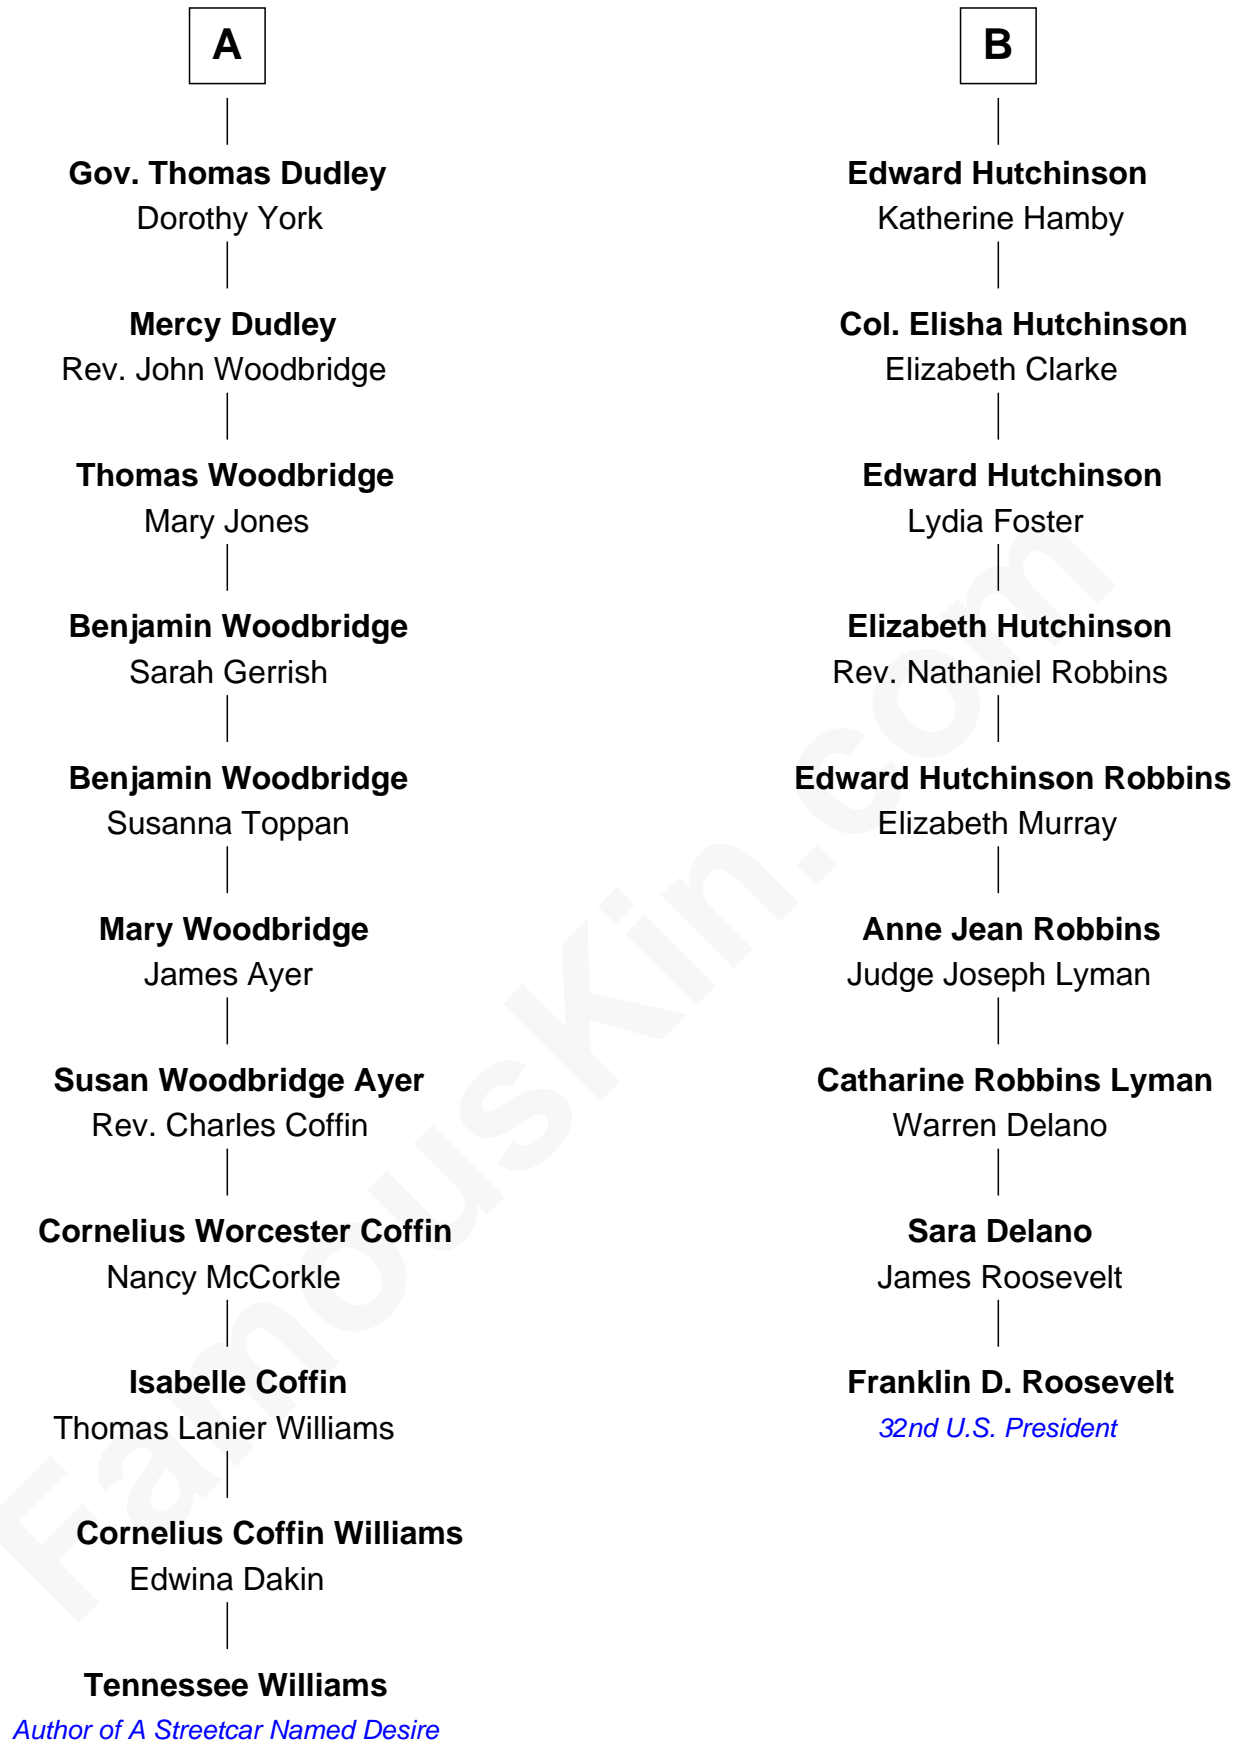 A
Gov. Thomas Dudley
Dorothy York
Mercy Dudley
Rev. John Woodbridge
Thomas Woodbridge
Mary Jones
Benjamin Woodbridge
Sarah Gerrish
Benjamin Woodbridge
Susanna Toppan
Mary Woodbridge
James Ayer
Susan Woodbridge Ayer
Rev. Charles Coffin
Cornelius Worcester Coffin
Nancy McCorkle
Isabelle Coffin
Thomas Lanier Williams
Cornelius Coffin Williams
Edwina Dakin
Tennessee Williams
Author of A Streetcar Named Desire
B
Edward Hutchinson
Katherine Hamby
Col. Elisha Hutchinson
Elizabeth Clarke
Edward Hutchinson
Lydia Foster
Elizabeth Hutchinson
Rev. Nathaniel Robbins
Edward Hutchinson Robbins
Elizabeth Murray
Anne Jean Robbins
Judge Joseph Lyman
Catharine Robbins Lyman
Warren Delano
Sara Delano
James Roosevelt
Franklin D. Roosevelt
32nd U.S. President
FamousKin.com